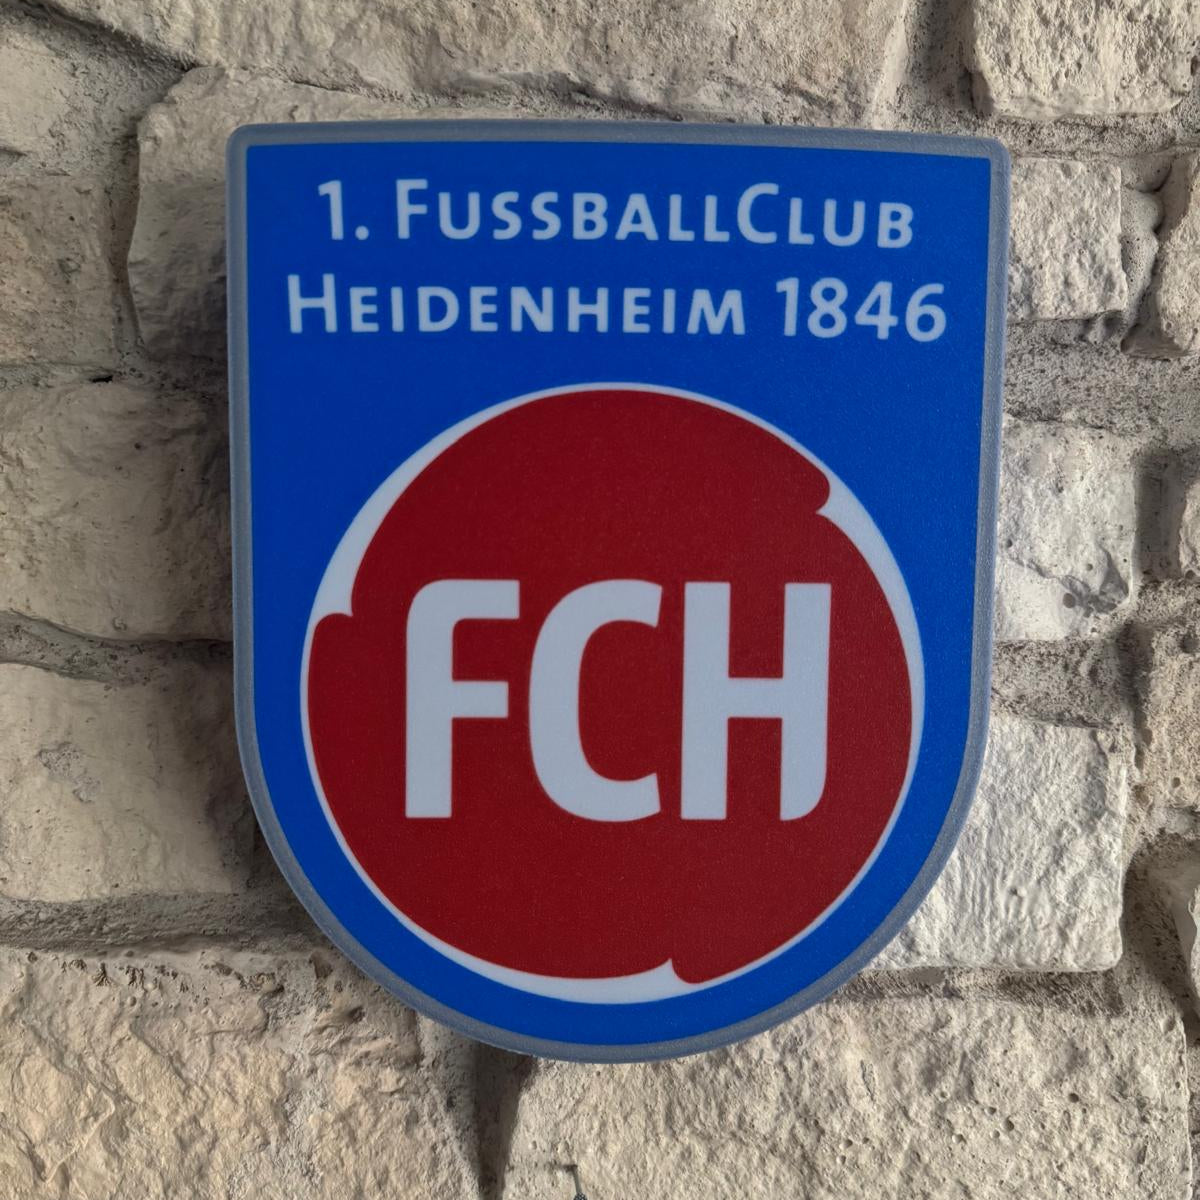 1. FUSSBALLCLUB
HEIDENHEIM 1846
FCH